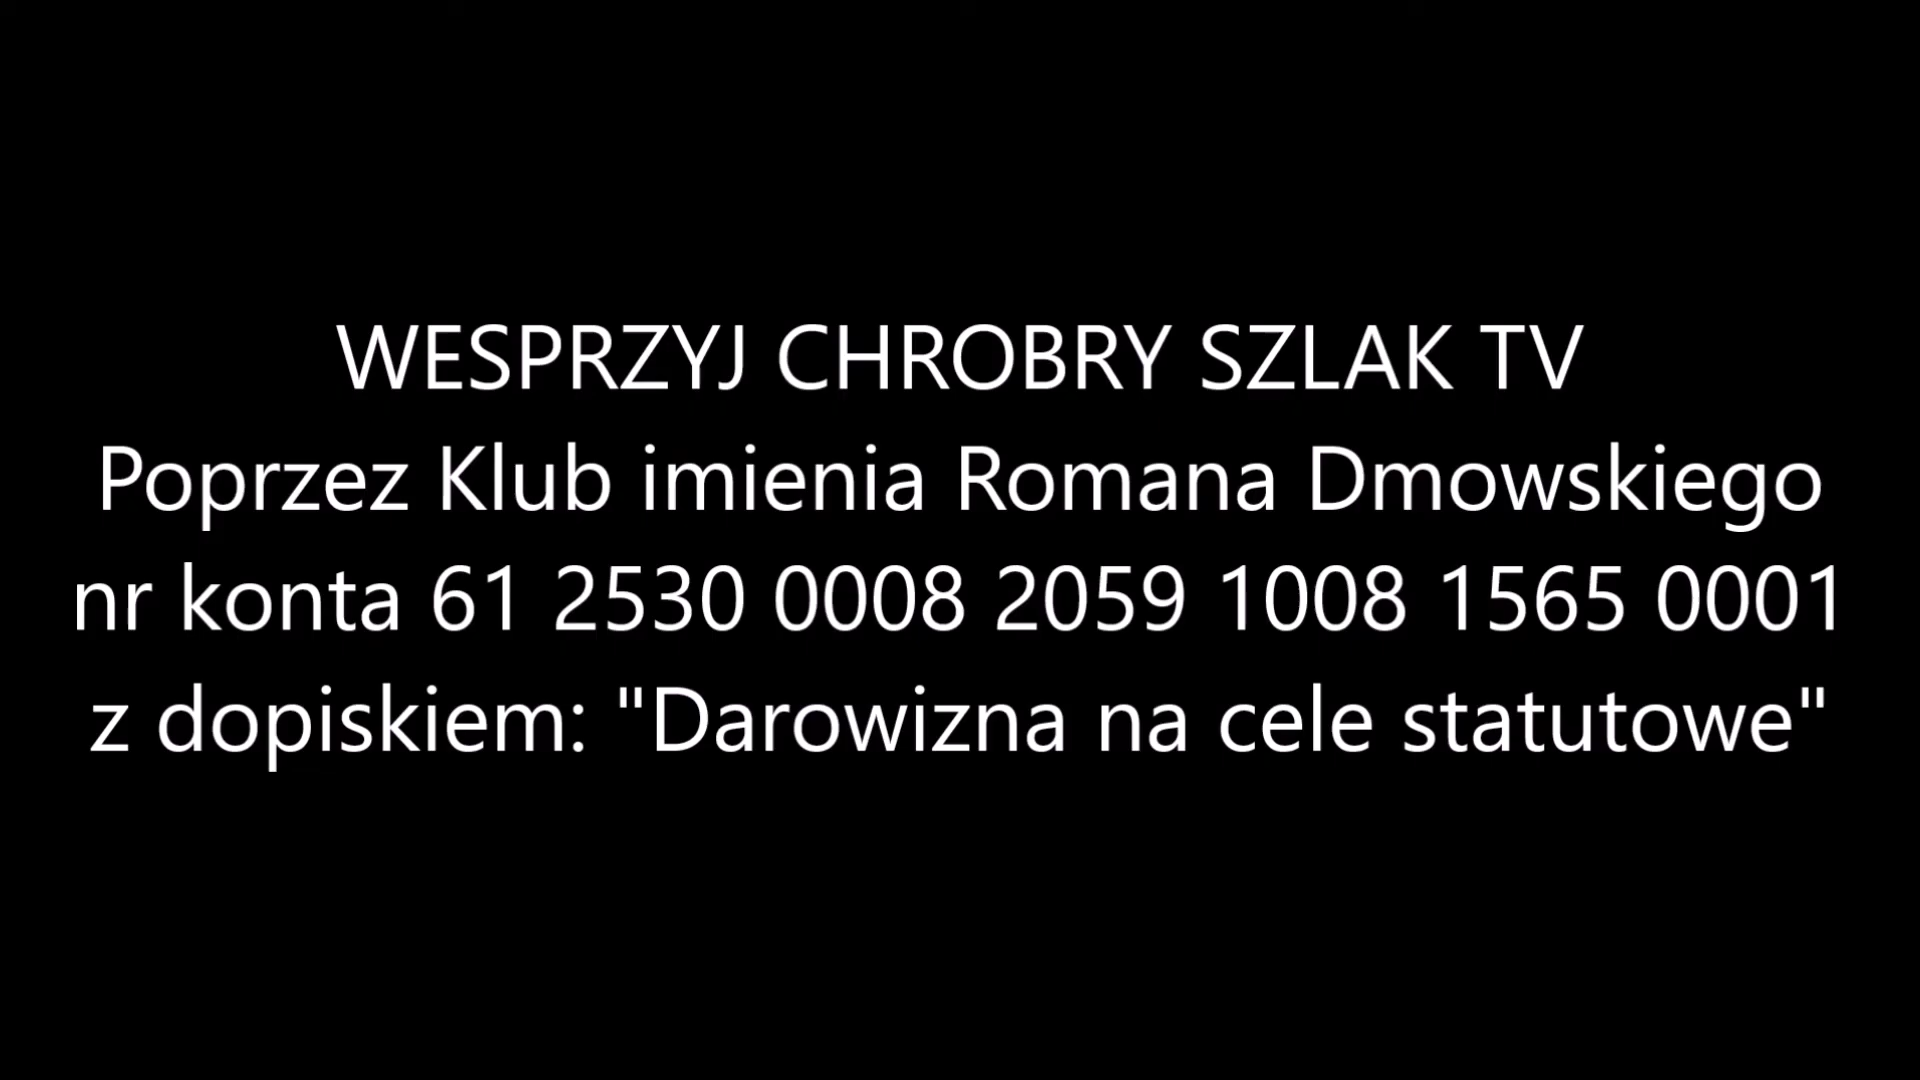 WESPRZYJ CHROBRY SZLAK TV
Poprzez Klub imienia Romana Dmowskiego
nr konta 61 2530 0008 2059 1008 1565 0001
z dopiskiem: "Darowizna na cele statutowe"